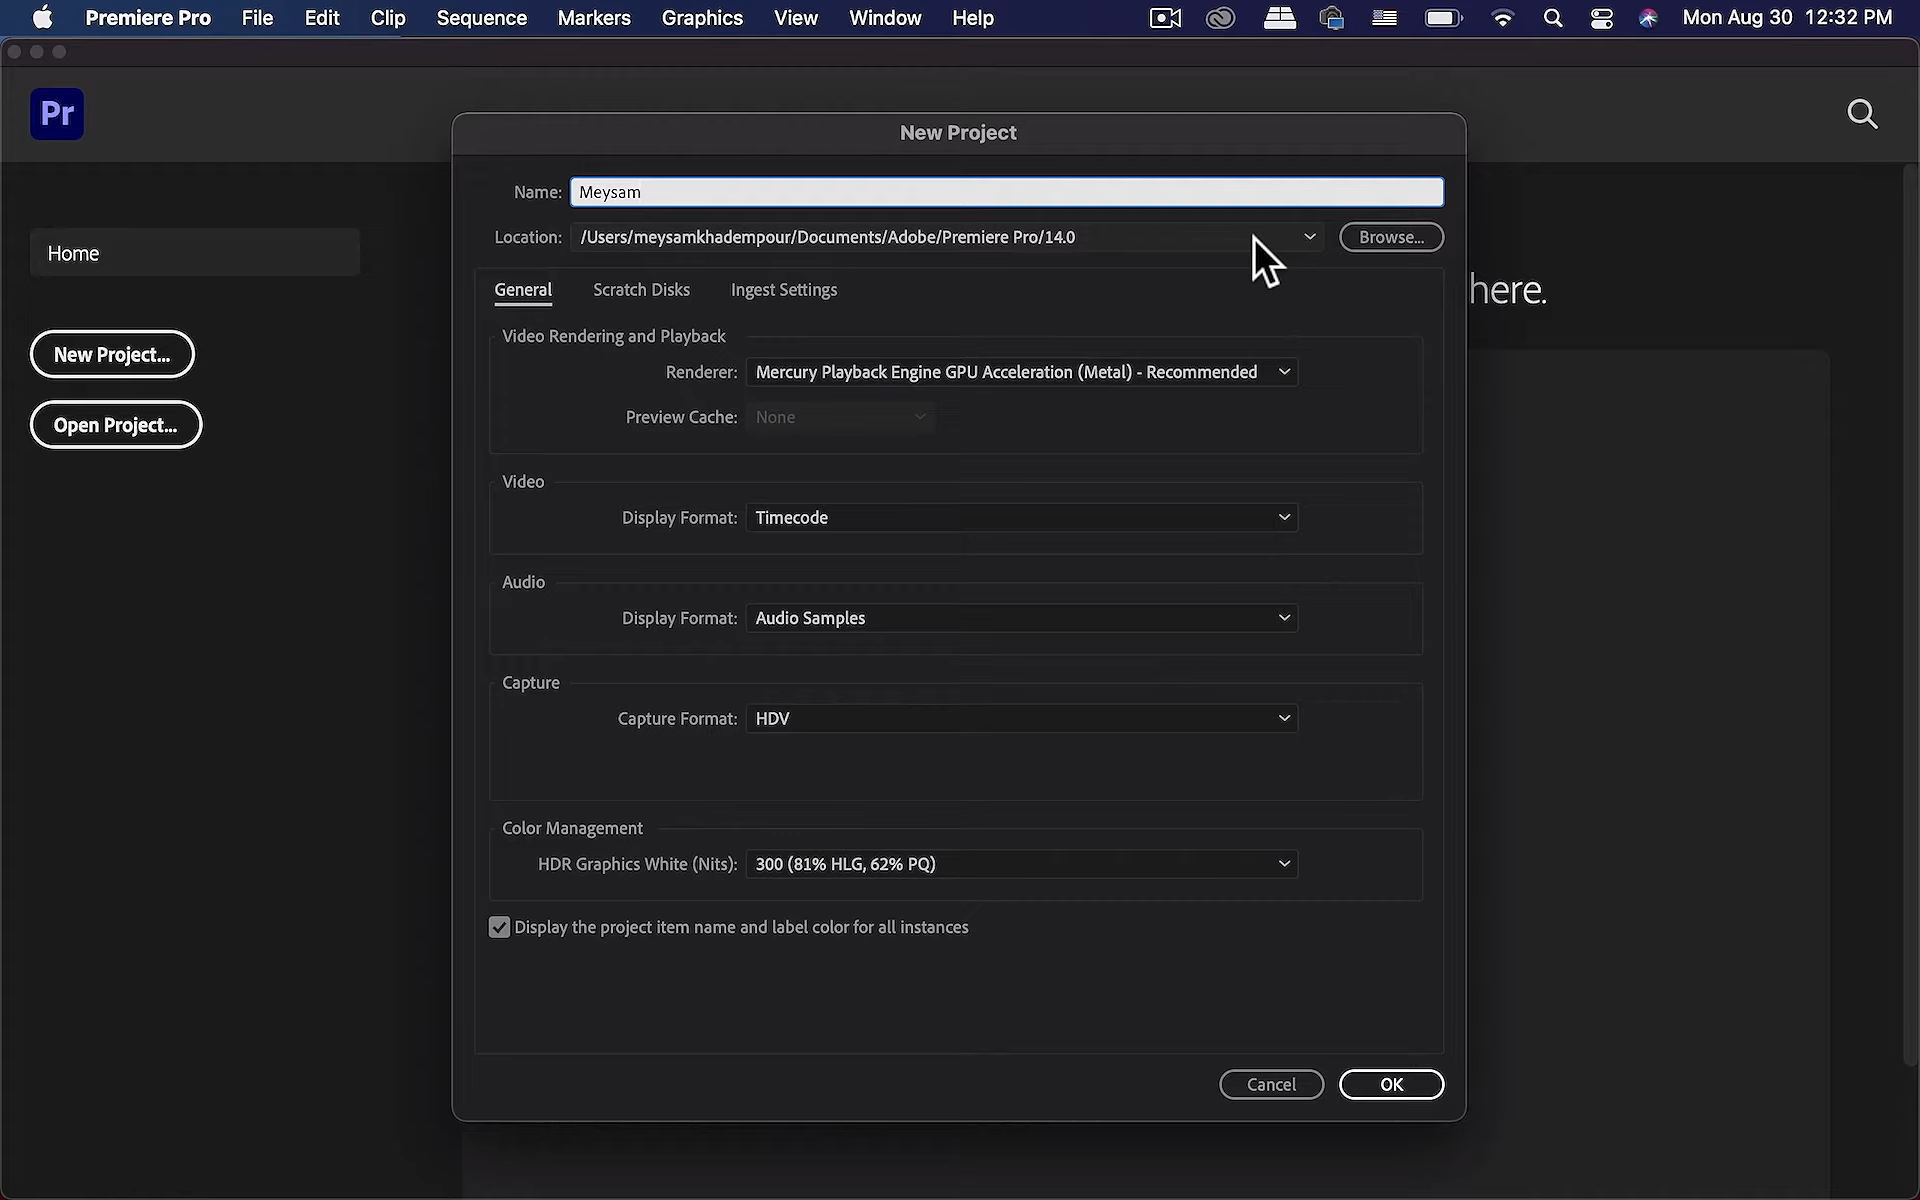 Premiere Pro File Edit Clip Sequence Markers Graphics View Window Help Mon Aug 30 12:32 PM
Pr
New Project
Name: Meysam
Location: /Users/meysamkhadempour/Documents/Adobe/Premiere Pro/14.0 Browse...
Home
General Scratch Disks Ingest Settings
here.
Video Rendering and Playback
New Project...
Renderer: Mercury Playback Engine GPU Acceleration (Metal) - Recommended
Preview Cache: None
Open Project...
Video
Display Format: Timecode
Audio
Display Format: Audio Samples
Capture
Capture Format: HDV
Color Management
HDR Graphics White (Nits): 300 (81% HLG, 62% PQ)
Display the project item name and label color for all instances
Cancel OK